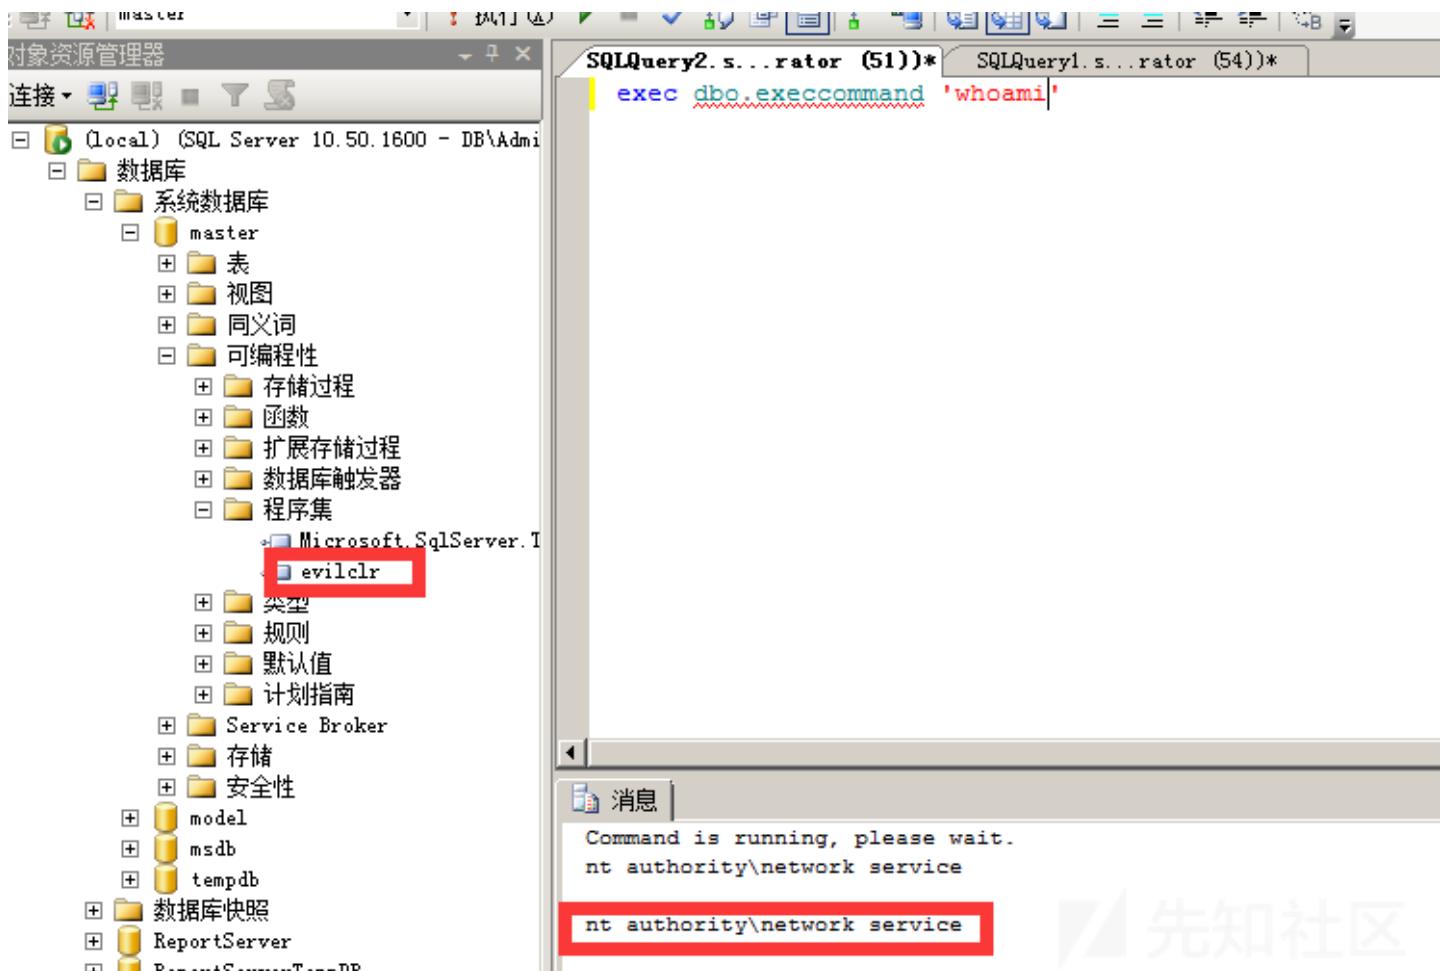 master
执行(X)
对象资源管理器
连接
(local) (SQL Server 10.50.1600 - DB\Admi
数据库
系统数据库
master
表
视图
同义词
可编程性
存储过程
函数
扩展存储过程
数据库触发器
程序集
Microsoft.SqlServer.T
evilclr
类型
规则
默认值
计划指南
Service Broker
存储
安全性
model
msdb
tempdb
数据库快照
ReportServer
ReportServerTempDB
SQLQuery2.s...rator (51))*
SQLQuery1.s...rator (54))*
exec dbo.execcommand 'whoami'
消息
Command is running, please wait.
nt authority\network service
nt authority\network service
先知社区